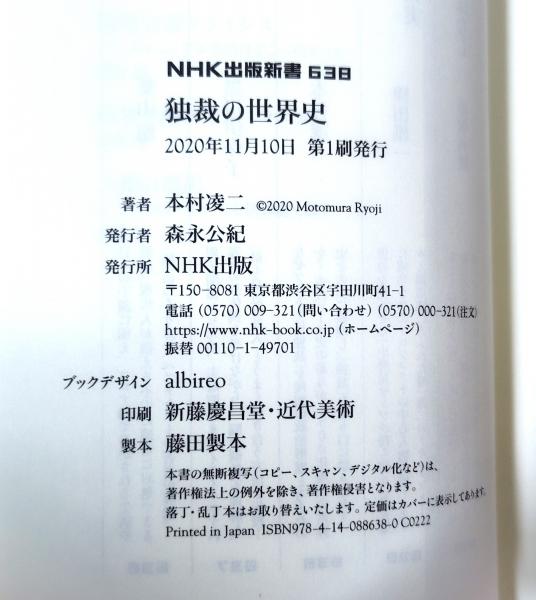 NHK出版新書 638
独裁の世界史
2020年11月10日 第1刷発行
著者 本村凌二 ©2020 Motomura Ryoji
発行者 森永公紀
発行所 NHK出版
〒150-8081 東京都渋谷区宇田川町41-1
電話 (0570) 009-321(問い合わせ) (0570) 000-321(注文)
https://www.nhk-book.co.jp (ホームページ)
振替 00110-1-49701
ブックデザイン albireo
印刷 新藤慶昌堂・近代美術
製本 藤田製本
本書の無断複写(コピー、スキャン、デジタル化など)は、
著作権法上の例外を除き、著作権侵害となります。
落丁・乱丁本はお取り替えいたします。定価はカバーに表示してあります。
Printed in Japan ISBN978-4-14-088638-0 C0222